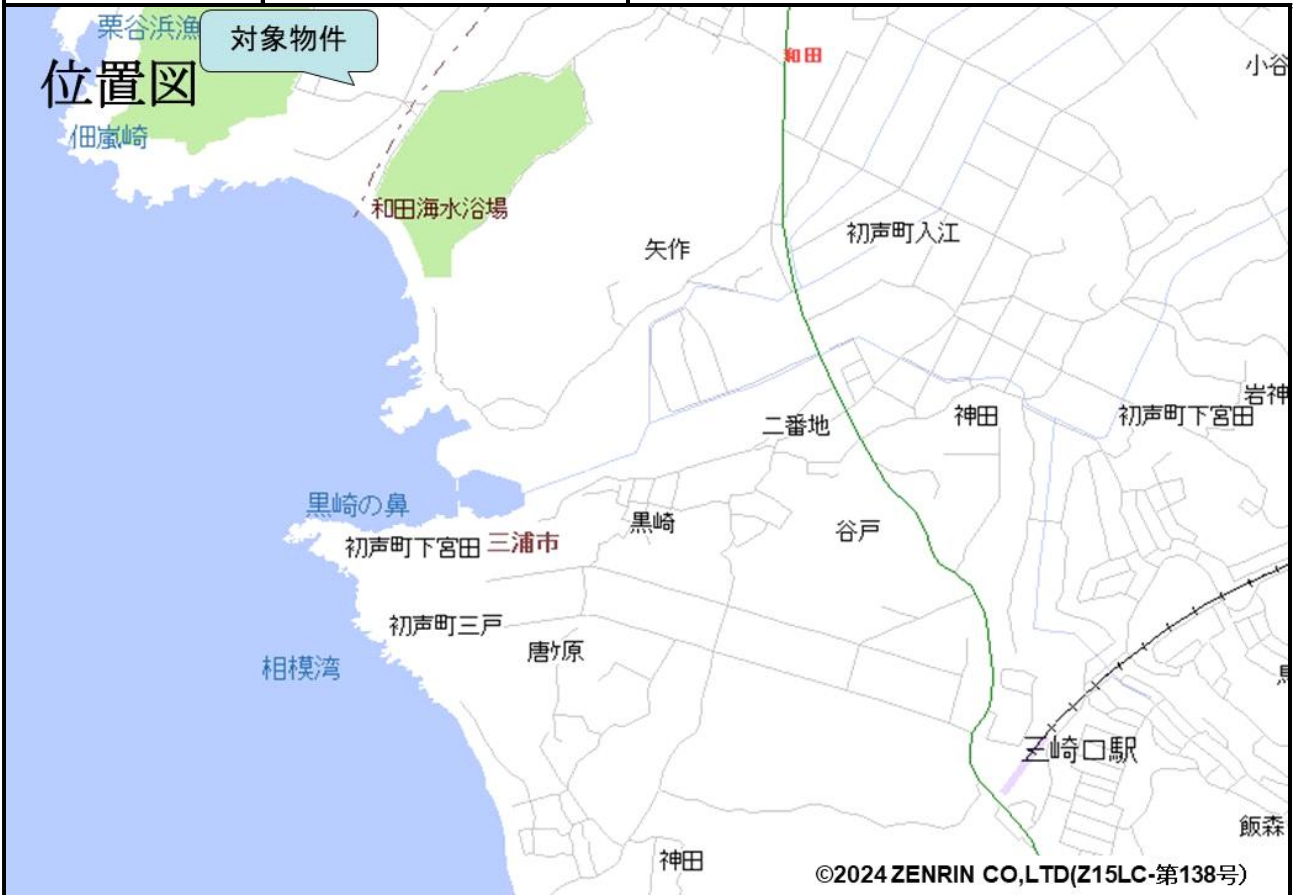 栗谷浜漁
対象物件
位置図
佃嵐崎
和田
小谷
和田海水浴場
矢作
初声町入江
二番地
神田
初声町下宮田
岩神
黒崎の鼻
黒崎
谷戸
初声町下宮田
三浦市
初声町三戸
唐ケ原
相模湾
三崎口駅
飯森
神田
©2024 ZENRIN CO,LTD(Z15LC-第138号)